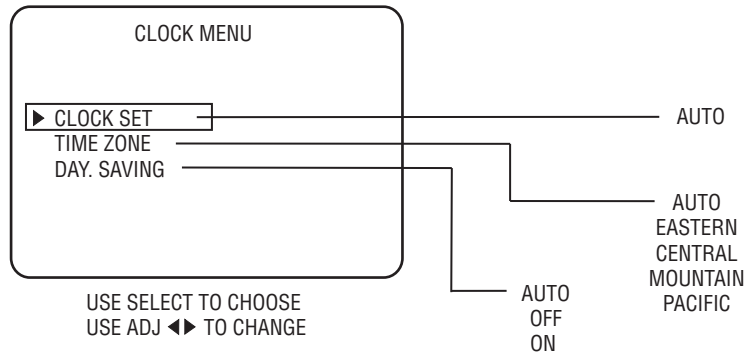 CLOCK MENU
CLOCK SET
TIME ZONE
DAY. SAVING
USE SELECT TO CHOOSE
USE ADJ ◀▶ TO CHANGE
AUTO
AUTO
EASTERN
CENTRAL
MOUNTAIN
PACIFIC
AUTO
OFF
ON